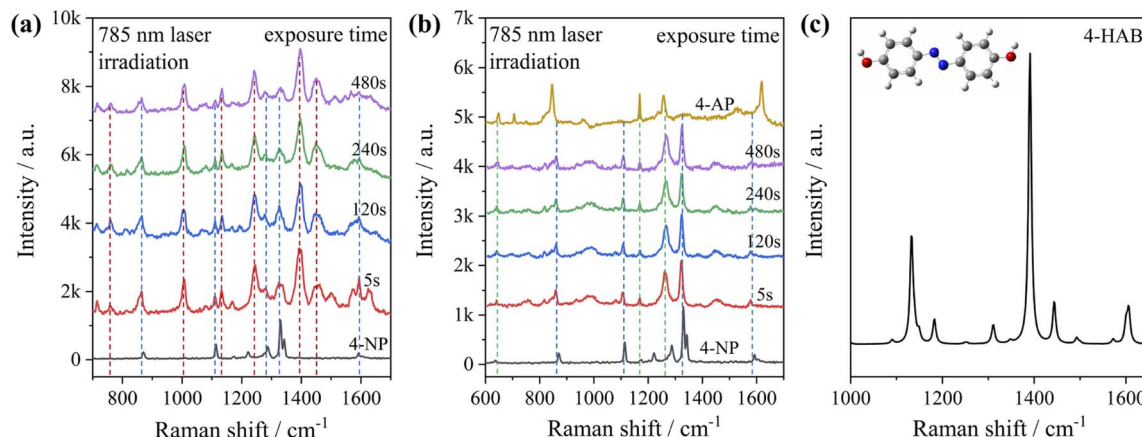 (a)
785 nm laser
irradiation
exposure time
480s
240s
120s
5s
4-NP
10k
8k
6k
4k
2k
0
800 1000 1200 1400 1600
Intensity / a.u.
Raman shift / cm-1
(b)
785 nm laser
irradiation
exposure time
4-AP
480s
240s
120s
5s
4-NP
7k
6k
5k
4k
3k
2k
1k
0
600 800 1000 1200 1400 1600
Intensity / a.u.
Raman shift / cm-1
(c)
4-HAB
1000 1200 1400 1600
Intensity / a.u.
Raman shift / cm-1